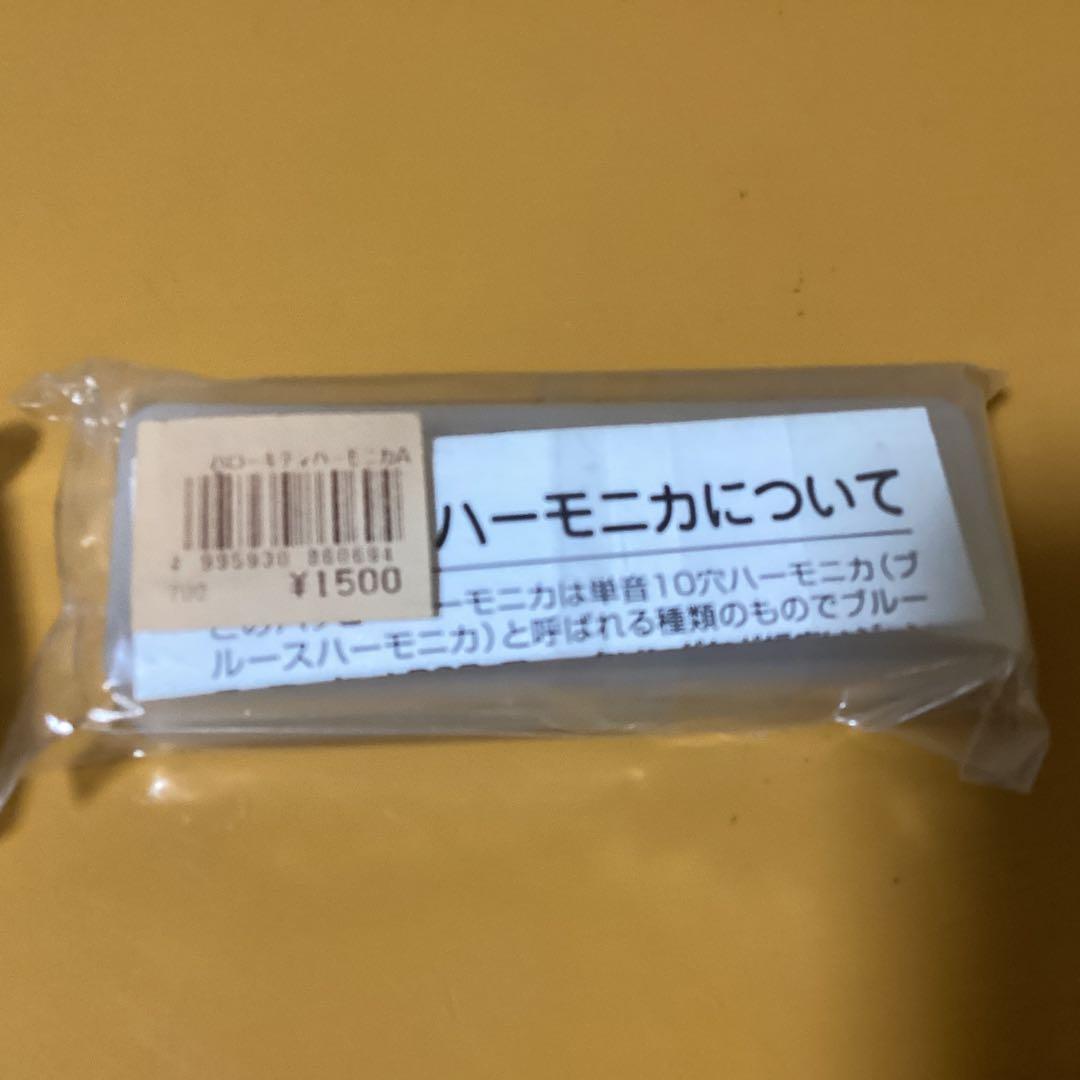 ハローキティハーモニカA
2 995930 860694
700
¥1500
ハーモニカについて
ーモニカは単音10穴ハーモニカ(ブ
ルースハーモニカ)と呼ばれる種類のものでブルー